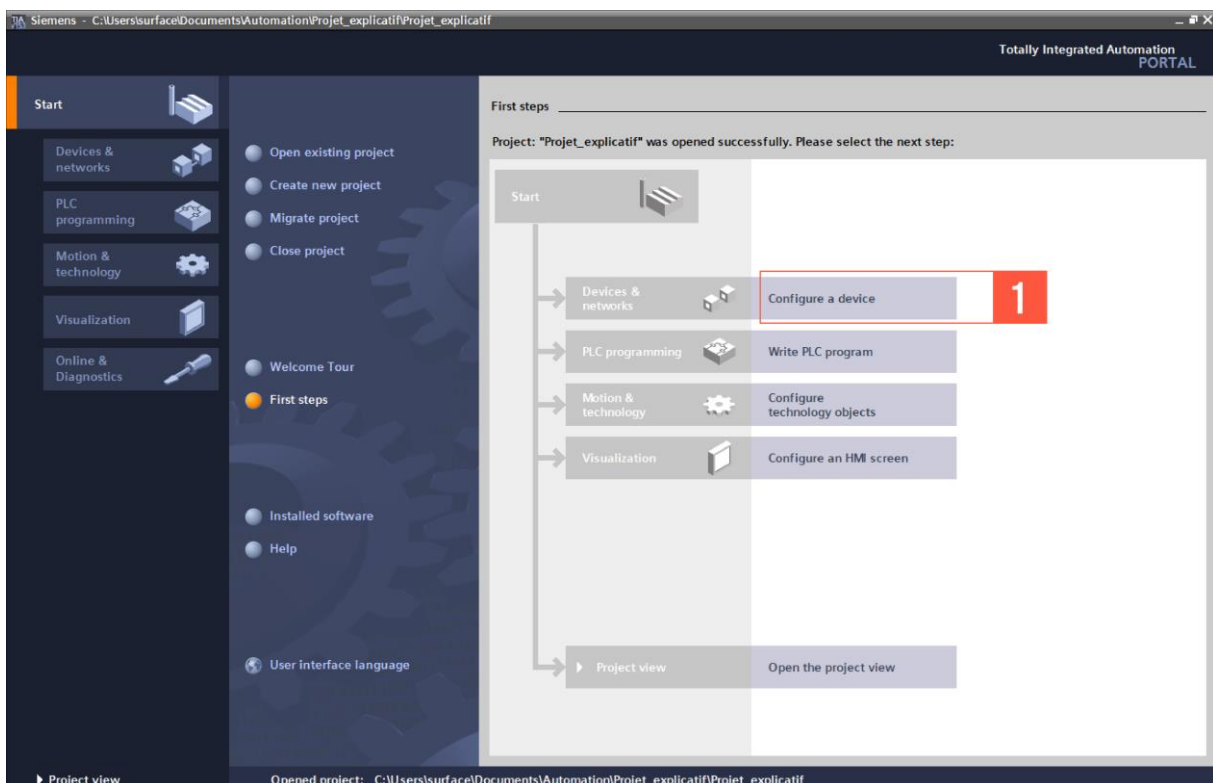 Siemens - C:\Users\surface\Documents\Automation\Projet_explicatif\Projet_explicatif
Totally Integrated Automation
PORTAL
Start
Devices &
networks
PLC
programming
Motion &
technology
Visualization
Online &
Diagnostics
Open existing project
Create new project
Migrate project
Close project
Welcome Tour
First steps
Installed software
Help
User interface language
First steps
Project: "Projet_explicatif" was opened successfully. Please select the next step:
Start
Devices &
networks
Configure a device
1
PLC programming
Write PLC program
Motion &
technology
Configure
technology objects
Visualization
Configure an HMI screen
Project view
Open the project view
Project view
Opened project: C:\Users\surface\Documents\Automation\Projet_explicatif\Projet_explicatif